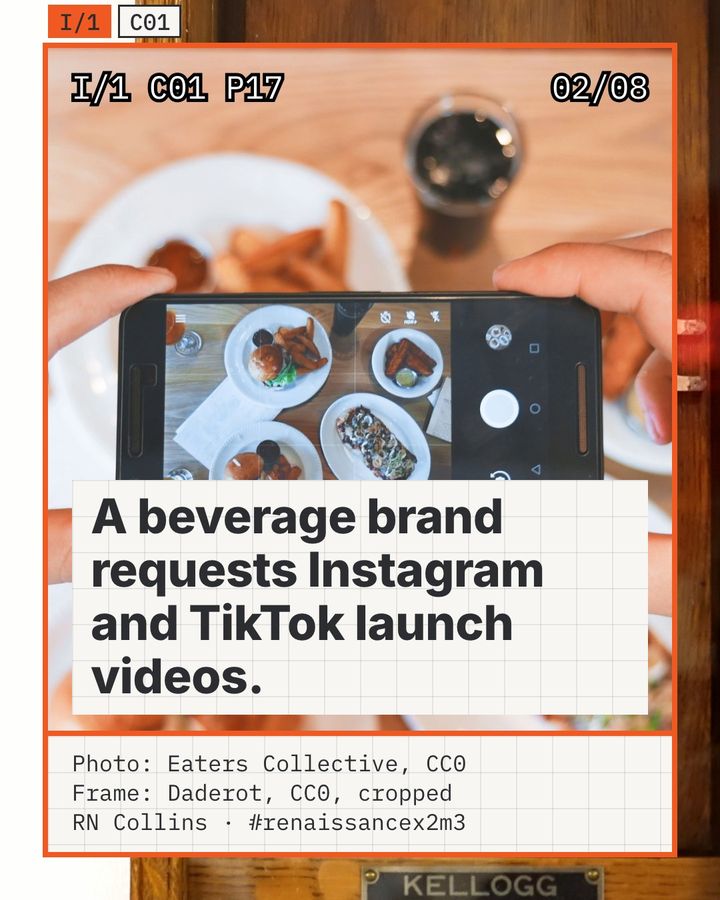 I/1 C01
I/1 C01 P17 02/08
A beverage brand
requests Instagram
and TikTok launch
videos.
Photo: Eaters Collective, CC0
Frame: Daderot, CC0, cropped
RN Collins · #renaissancex2m3
KELLOGG